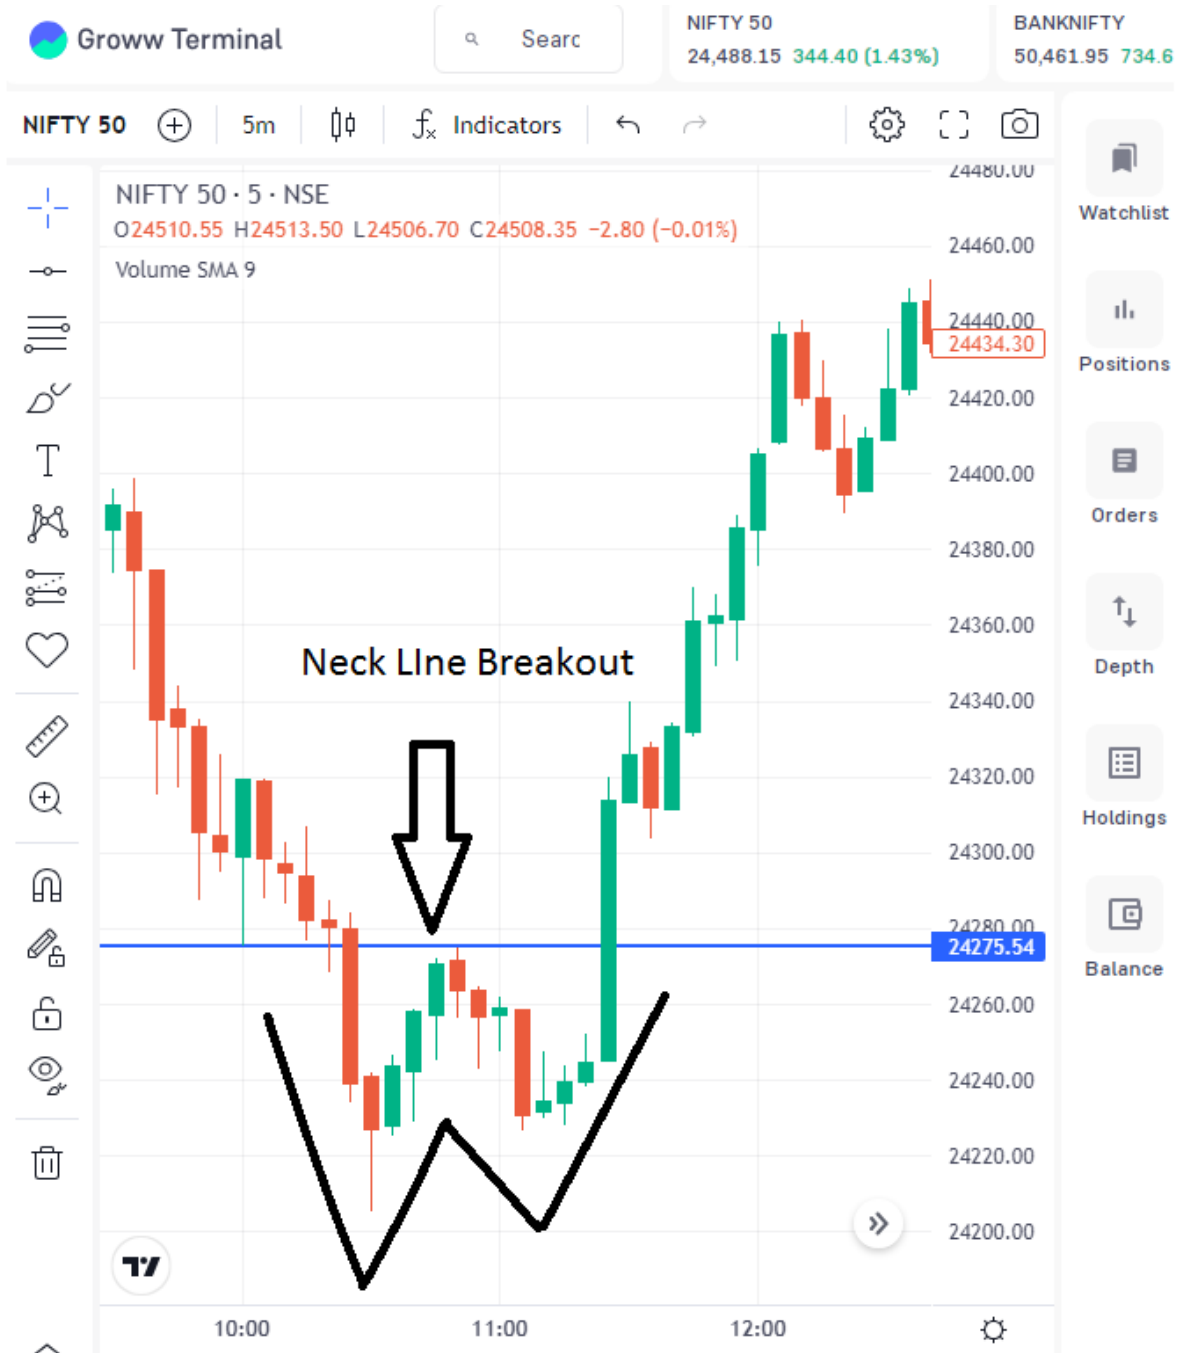 Groww Terminal
Searc
NIFTY 50
24,488.15 344.40 (1.43%)
BANKNIFTY
50,461.95 734.6
NIFTY 50
5m
Indicators
NIFTY 50 · 5 · NSE
O24510.55 H24513.50 L24506.70 C24508.35 −2.80 (−0.01%)
Volume SMA 9
24480.00
24460.00
24440.00
24434.30
24420.00
24400.00
24380.00
24360.00
24340.00
24320.00
24300.00
24280.00
24275.54
24260.00
24240.00
24220.00
24200.00
Neck LIne Breakout
10:00 11:00 12:00
Watchlist
Positions
Orders
Depth
Holdings
Balance